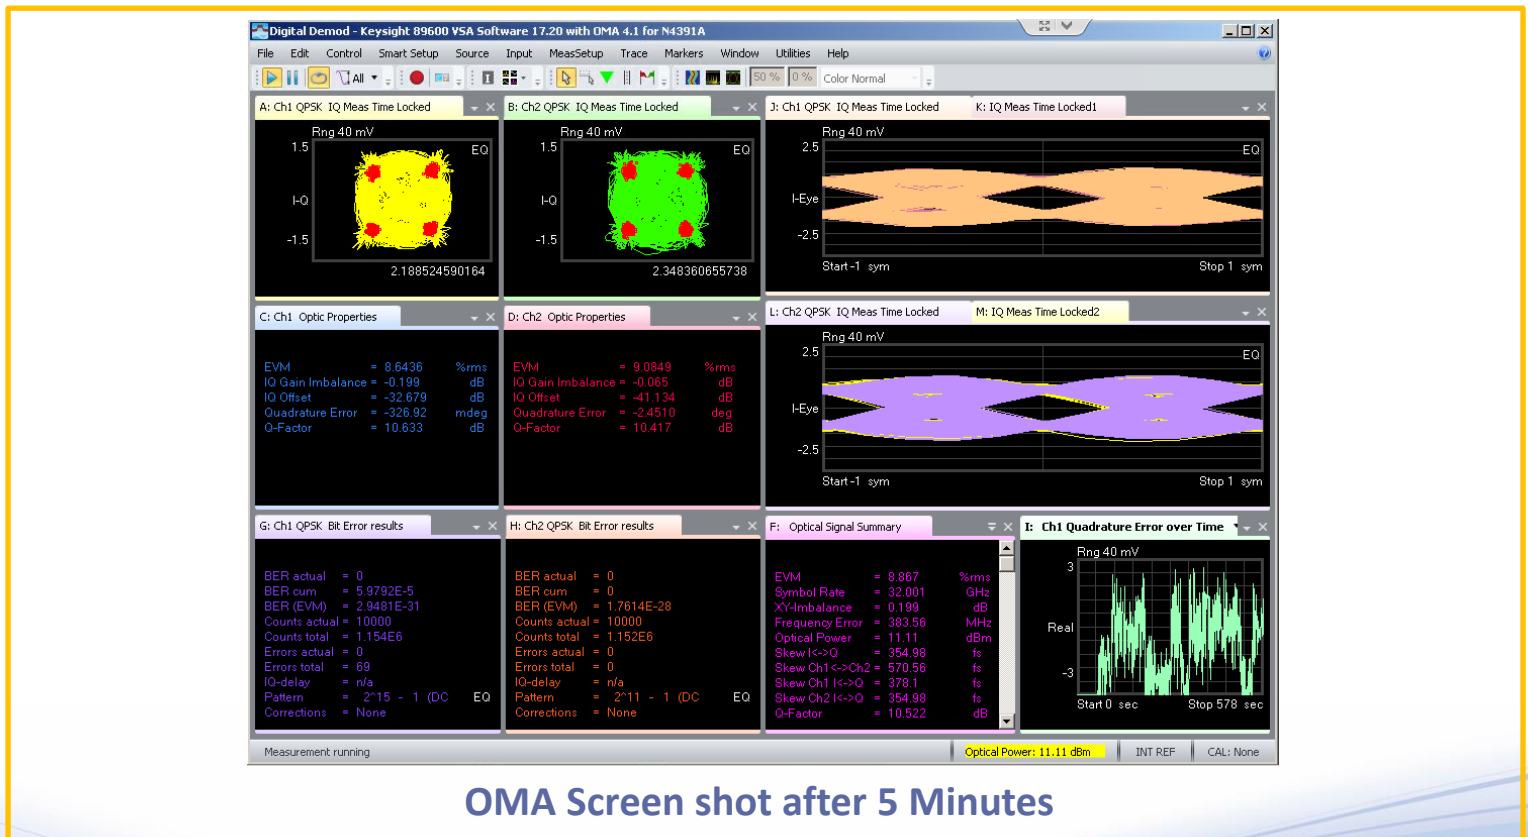 Digital Demod - Keysight 89600 VSA Software 17.20 with OMA 4.1 for N4391A
File Edit Control Smart Setup Source Input MeasSetup Trace Markers Window Utilities Help
All 50 % 0 % Color Normal
A: Ch1 QPSK IQ Meas Time Locked
Rng 40 mV
1.5
EQ
I-Q
-1.5
2.188524590164
B: Ch2 QPSK IQ Meas Time Locked
Rng 40 mV
1.5
EQ
I-Q
-1.5
2.348360655738
J: Ch1 QPSK IQ Meas Time Locked K: IQ Meas Time Locked1
Rng 40 mV
2.5
EQ
I-Eye
-2.5
Start-1 sym Stop 1 sym
C: Ch1 Optic Properties
EVM = 8.6436 %rms
IQ Gain Imbalance = -0.199 dB
IQ Offset = -32.679 dB
Quadrature Error = -326.92 mdeg
Q-Factor = 10.633 dB
D: Ch2 Optic Properties
EVM = 9.0849 %rms
IQ Gain Imbalance = -0.065 dB
IQ Offset = -41.134 dB
Quadrature Error = -2.4510 deg
Q-Factor = 10.417 dB
L: Ch2 QPSK IQ Meas Time Locked M: IQ Meas Time Locked2
Rng 40 mV
2.5
EQ
I-Eye
-2.5
Start-1 sym Stop 1 sym
G: Ch1 QPSK Bit Error results
BER actual = 0
BER cum = 5.9792E-5
BER (EVM) = 2.9481E-31
Counts actual = 10000
Counts total = 1.154E6
Errors actual = 0
Errors total = 69
IQ-delay = n/a
Pattern = 2^15 - 1 (DC EQ
Corrections = None
H: Ch2 QPSK Bit Error results
BER actual = 0
BER cum = 0
BER (EVM) = 1.7614E-28
Counts actual = 10000
Counts total = 1.152E6
Errors actual = 0
Errors total = 0
IQ-delay = n/a
Pattern = 2^11 - 1 (DC EQ
Corrections = None
F: Optical Signal Summary
EVM = 8.867 %rms
Symbol Rate = 32.001 GHz
XY-Imbalance = 0.199 dB
Frequency Error = 383.56 MHz
Optical Power = 11.11 dBm
Skew I<->Q = 354.98 fs
Skew Ch1<->Ch2 = 570.56 fs
Skew Ch1 I<->Q = 378.1 fs
Skew Ch2 I<->Q = 354.98 fs
Q-Factor = 10.522 dB
I: Ch1 Quadrature Error over Time
Rng 40 mV
3
Real
-3
Start 0 sec Stop 578 sec
Measurement running Optical Power: 11.11 dBm INT REF CAL: None
OMA Screen shot after 5 Minutes